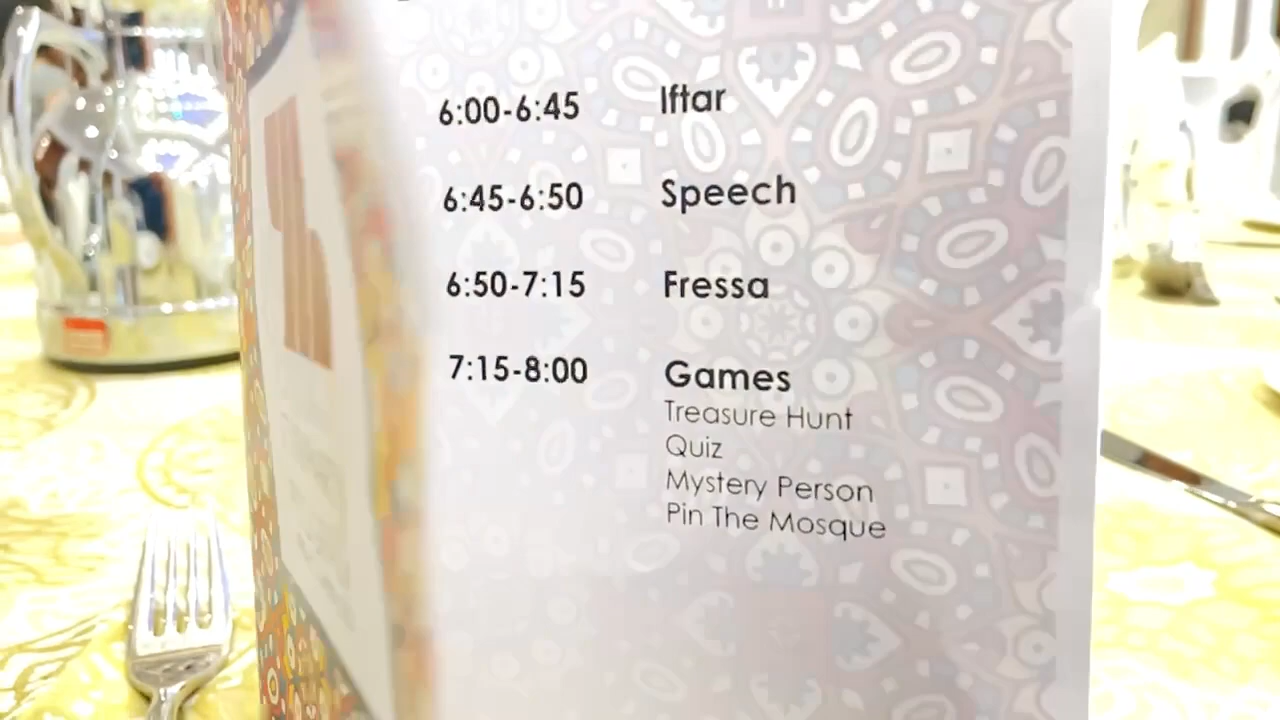 6:00-6:45 Iftar
6:45-6:50 Speech
6:50-7:15 Fressa
7:15-8:00 Games
Treasure Hunt
Quiz
Mystery Person
Pin The Mosque